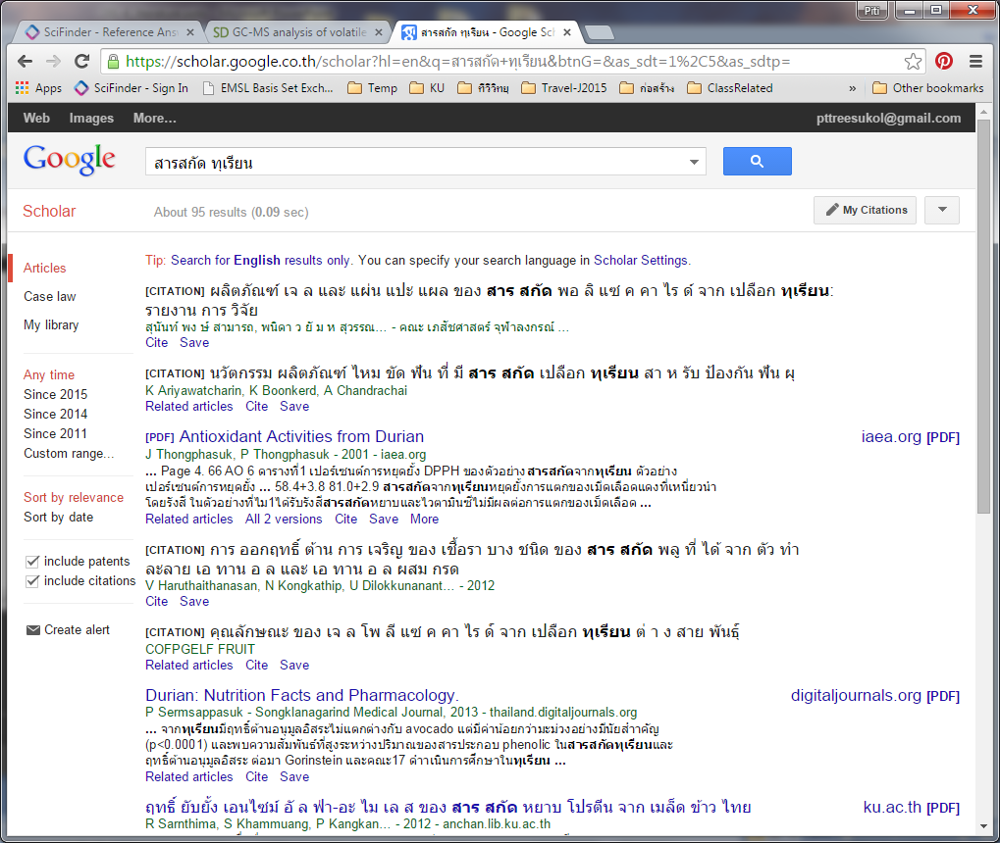 Piti
SciFinder - Reference Ans
SD GC-MS analysis of volatile
สารสกัด ทุเรียน - Google Sch
https://scholar.google.co.th/scholar?hl=en&q=สารสกัด+ทุเรียน&btnG=&as_sdt=1%2C5&as_sdtp=
Apps SciFinder - Sign In EMSL Basis Set Exch... Temp KU ทีวีวิทยุ Travel-J2015 ก่อสร้าง ClassRelated » Other bookmarks
Web Images More... pttreesukol@gmail.com
Google สารสกัด ทุเรียน
Scholar About 95 results (0.09 sec) My Citations
Articles
Case law
My library
Any time
Since 2015
Since 2014
Since 2011
Custom range...
Sort by relevance
Sort by date
include patents
include citations
Create alert
Tip: Search for English results only. You can specify your search language in Scholar Settings.
[CITATION] ผลิตภัณฑ์ เจ ล และ แผ่น แปะ แผล ของ สาร สกัด พอ ลิ แซ ค คา ไร ด์ จาก เปลือก ทุเรียน:
รายงาน การ วิจัย
สุนันท์ พง ษ์ สามารถ, พนิดา ว ยั ม ห สุวรรณ... - คณะ เภสัชศาสตร์ จุฬาลงกรณ์ ...
Cite Save
[CITATION] นวัตกรรม ผลิตภัณฑ์ ไหม ขัด ฟัน ที่ มี สาร สกัด เปลือก ทุเรียน สา ห รับ ป้องกัน ฟัน ผุ
K Ariyawatcharin, K Boonkerd, A Chandrachai
Related articles Cite Save
[PDF] Antioxidant Activities from Durian iaea.org [PDF]
J Thongphasuk, P Thongphasuk - 2001 - iaea.org
... Page 4. 66 AO 6 ตารางที่1 เปอร์เซนต์การหยุดยั้ง DPPH ของตัวอย่างสารสกัดจากทุเรียน ตัวอย่าง
เปอร์เซนต์การหยุดยั้ง ... 58.4+3.8 81.0+2.9 สารสกัดจากทุเรียนหยุดยั้งการแตกของเม็ดเลือดแดงที่เหนี่ยวนํา
โดยรังสี ในตัวอย่างที่ไม1ได้รับรังสีสารสกัดหยาบและไวตามินซีไม่มีผลต่อการแตกของเม็ดเลือด ...
Related articles All 2 versions Cite Save More
[CITATION] การ ออกฤทธิ์ ต้าน การ เจริญ ของ เชื้อรา บาง ชนิด ของ สาร สกัด พลู ที่ ได้ จาก ตัว ทํา
ละลาย เอ ทาน อ ล และ เอ ทาน อ ล ผสม กรด
V Haruthaithanasan, N Kongkathip, U Dilokkunanant... - 2012
Cite Save
[CITATION] คุณลักษณะ ของ เจ ล โพ ลี แซ ค คา ไร ด์ จาก เปลือก ทุเรียน ต่ า ง สาย พันธุ์
COFPGELF FRUIT
Related articles Cite Save
Durian: Nutrition Facts and Pharmacology. digitaljournals.org [PDF]
P Sermsappasuk - Songklanagarind Medical Journal, 2013 - thailand.digitaljournals.org
... จากทุเรียนมีฤทธิ์ต้านอนุมูลอิสระไม่แตกต่างกับ avocado แต่มีค่าน้อยกว่ามะม่วงอย่างมีนัยสําาคัญ
(p<0.0001) และพบความสัมพันธ์ที่สูงระหว่างปริมาณของสารประกอบ phenolic ในสารสกัดทุเรียนและ
ฤทธิ์ต้านอนุมูลอิสระ ต่อมา Gorinstein และคณะ17 ดําาเนินการศึกษาในทุเรียน ...
Related articles Cite Save
ฤทธิ์ ยับยั้ง เอนไซม์ อั ล ฟ่า-อะ ไม เล ส ของ สาร สกัด หยาบ โปรตีน จาก เมล็ด ข้าว ไทย ku.ac.th [PDF]
R Sarnthima, S Khammuang, P Kangkan... - 2012 - anchan.lib.ku.ac.th